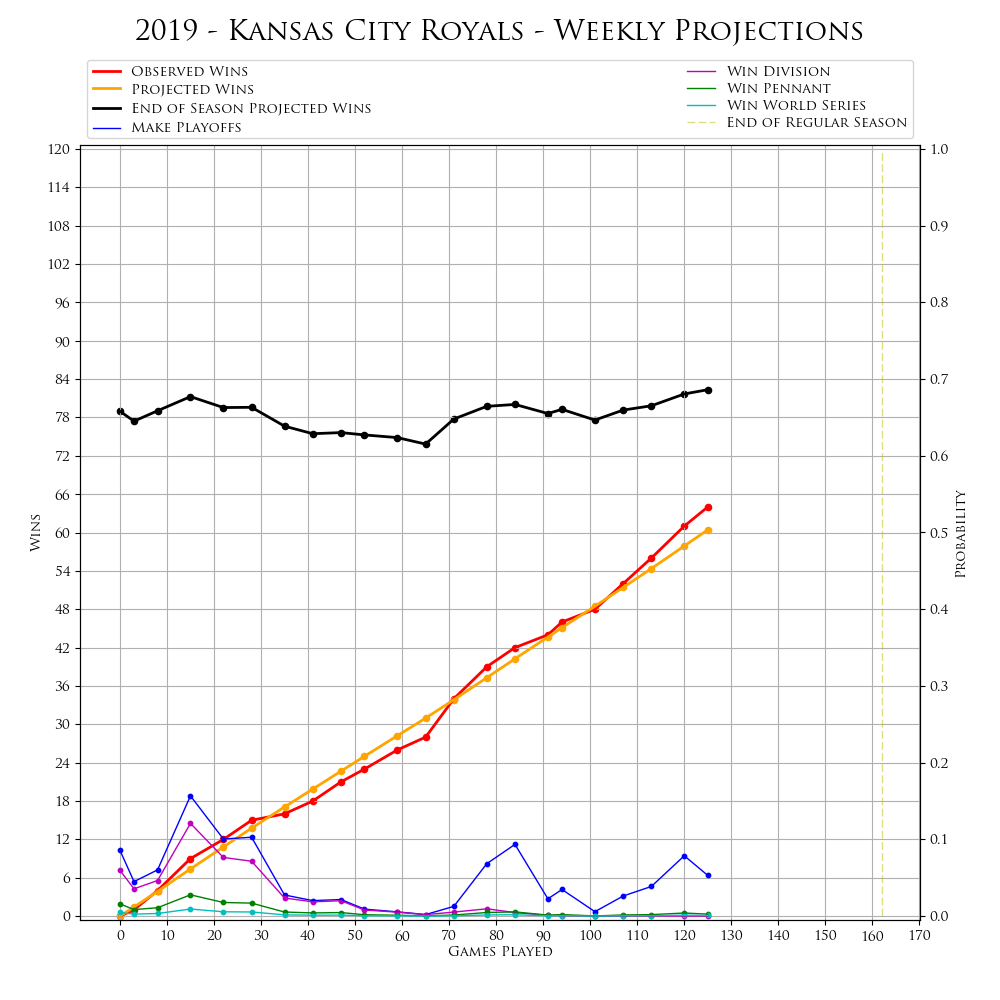 2019 - Kansas City Royals - Weekly Projections
Observed Wins
Projected Wins
End of Season Projected Wins
Make Playoffs
Win Division
Win Pennant
Win World Series
End of Regular Season
120
114
108
102
96
90
84
78
72
66
60
54
48
42
36
30
24
18
12
6
0
Wins
1.0
0.9
0.8
0.7
0.6
0.5
0.4
0.3
0.2
0.1
0.0
Probability
0 10 20 30 40 50 60 70 80 90 100 110 120 130 140 150 160 170
Games Played